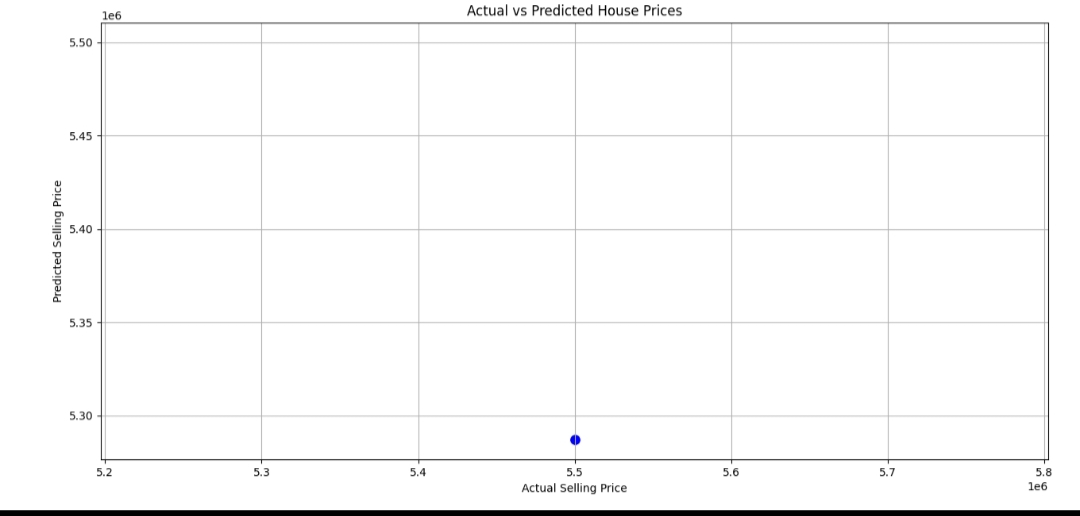 Actual vs Predicted House Prices
1e6
5.50
5.45
5.40
5.35
5.30
Predicted Selling Price
5.2 5.3 5.4 5.5 5.6 5.7 5.8
Actual Selling Price
1e6